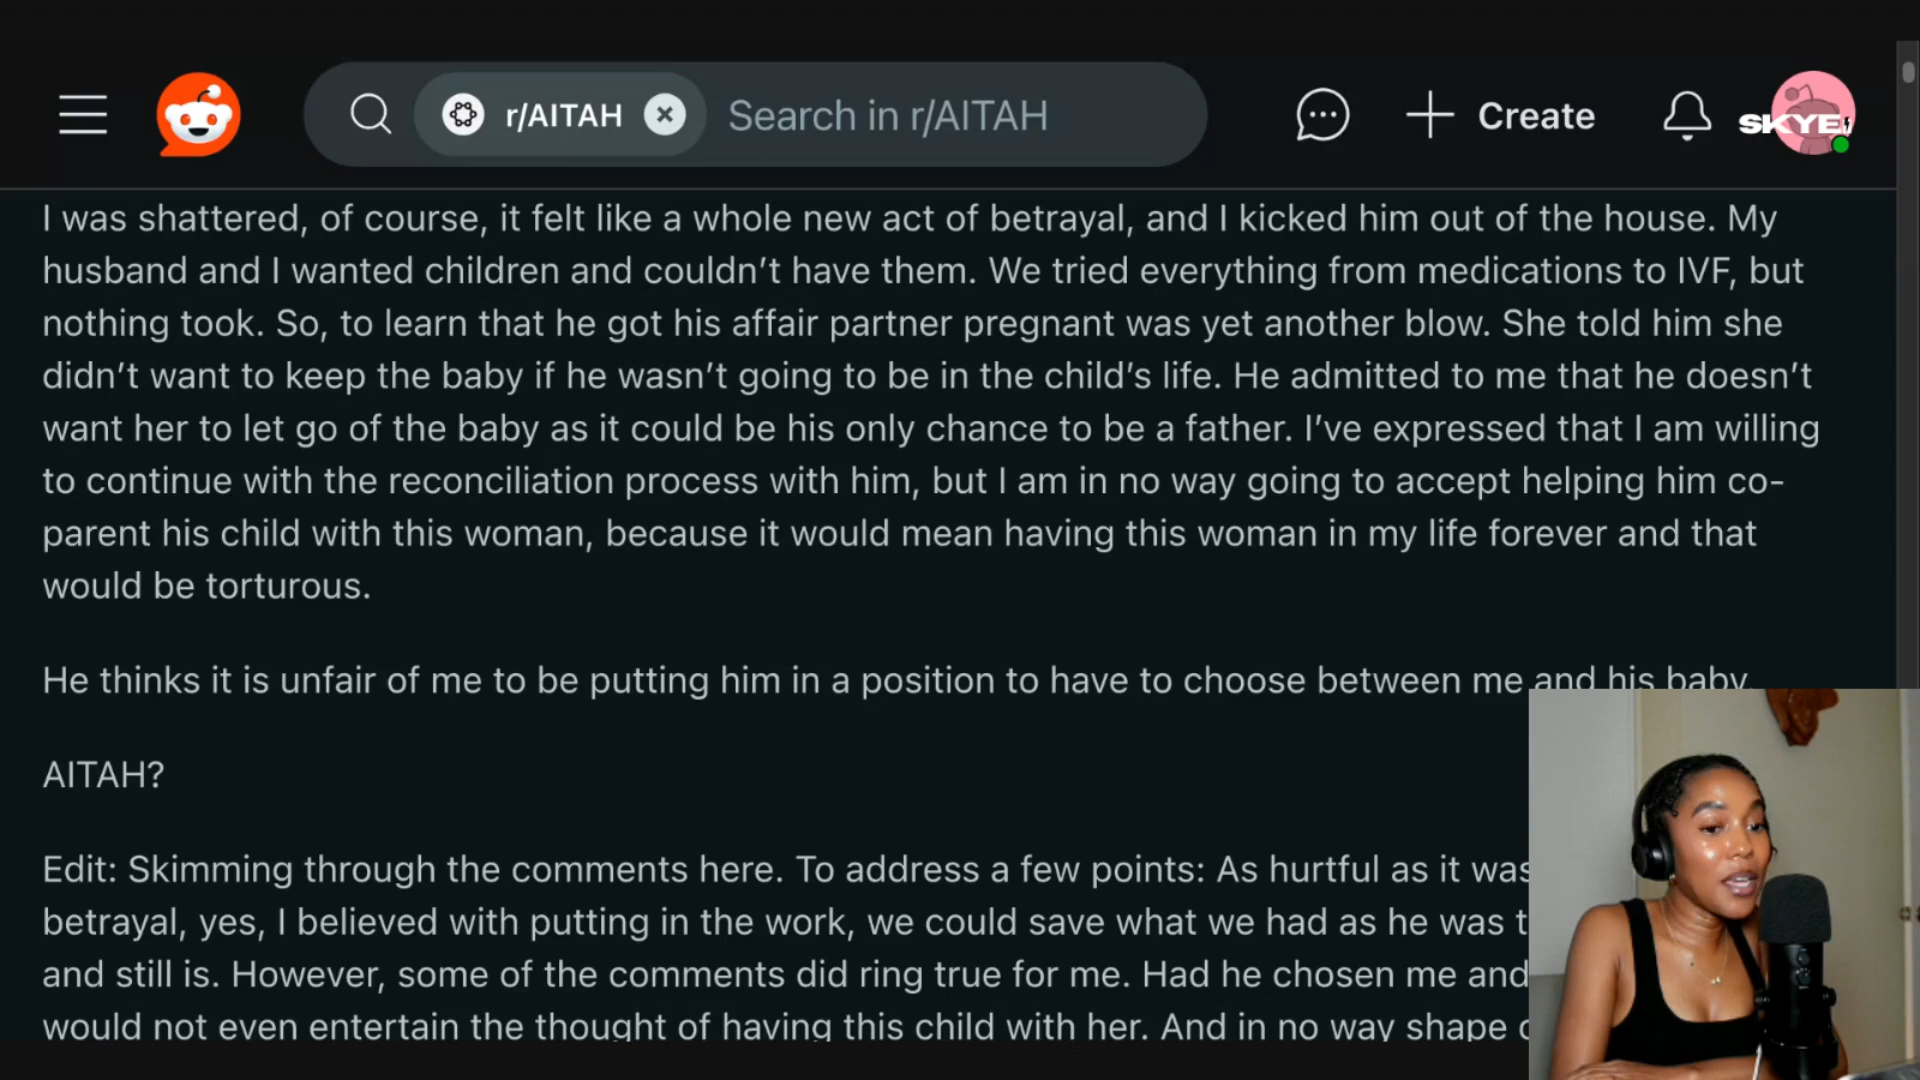 r/AITAH
Search in r/AITAH
Create
SKYE
I was shattered, of course, it felt like a whole new act of betrayal, and I kicked him out of the house. My
husband and I wanted children and couldn’t have them. We tried everything from medications to IVF, but
nothing took. So, to learn that he got his affair partner pregnant was yet another blow. She told him she
didn’t want to keep the baby if he wasn’t going to be in the child’s life. He admitted to me that he doesn’t
want her to let go of the baby as it could be his only chance to be a father. I’ve expressed that I am willing
to continue with the reconciliation process with him, but I am in no way going to accept helping him co-
parent his child with this woman, because it would mean having this woman in my life forever and that
would be torturous.
He thinks it is unfair of me to be putting him in a position to have to choose between me and his baby.
AITAH?
Edit: Skimming through the comments here. To address a few points: As hurtful as it was
betrayal, yes, I believed with putting in the work, we could save what we had as he was
and still is. However, some of the comments did ring true for me. Had he chosen me and
would not even entertain the thought of having this child with her. And in no way shape